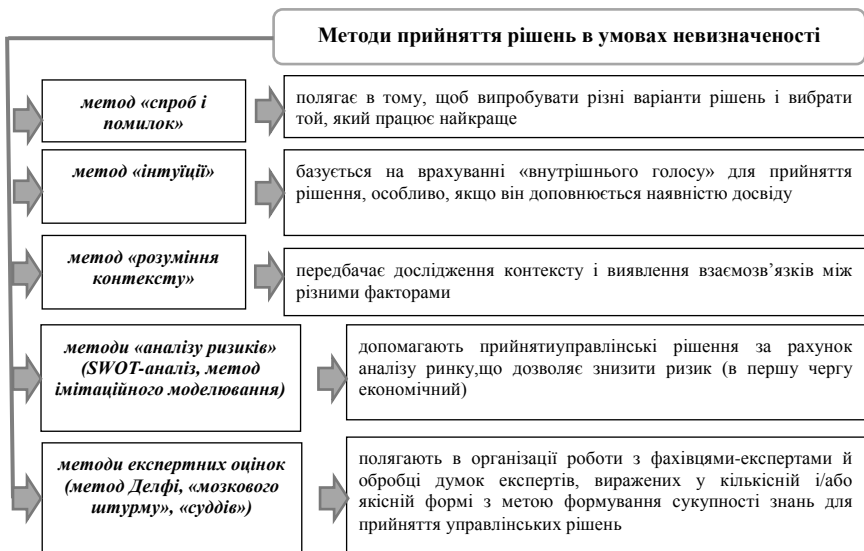 Методи прийняття рішень в умовах невизначеності
метод «спроб і
помилок»
полягає в тому, щоб випробувати різні варіанти рішень і вибрати
той, який працює найкраще
метод «інтуїції»
базується на врахуванні «внутрішнього голосу» для прийняття
рішення, особливо, якщо він доповнюється наявністю досвіду
метод «розуміння
контексту»
передбачає дослідження контексту і виявлення взаємозв’язків між
різними факторами
методи «аналізу ризиків»
(SWOT-аналіз, метод
імітаційного моделювання)
допомагають прийнятиуправлінські рішення за рахунок
аналізу ринку,що дозволяє знизити ризик (в першу чергу
економічний)
методи експертних оцінок
(метод Делфі, «мозкового
штурму», «суддів»)
полягають в організації роботи з фахівцями-експертами й
обробці думок експертів, виражених у кількісній і/або
якісній формі з метою формування сукупності знань для
прийняття управлінських рішень